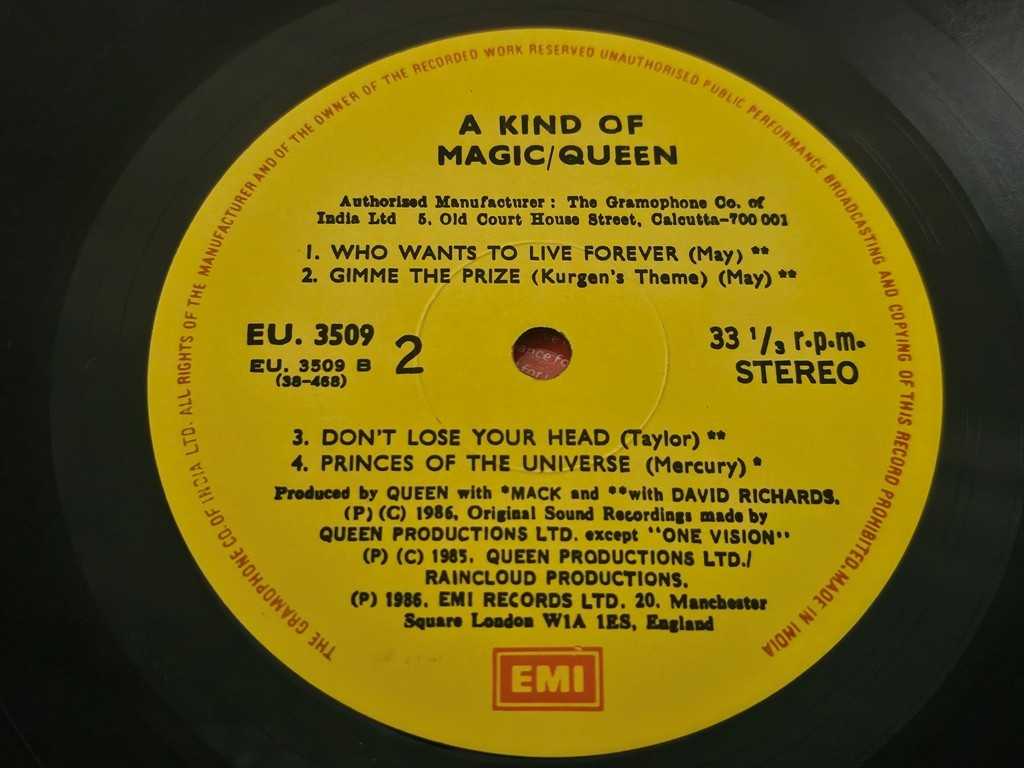 THE GRAMOPHONE CO. OF INDIA LTD. ALL RIGHTS OF THE MANUFACTURER AND OF THE OWNER OF THE RECORDED WORK RESERVED UNAUTHORISED PUBLIC PERFORMANCE BROADCASTING AND COPYING OF THIS RECORD PROHIBITED. MADE IN INDIA
A KIND OF
MAGIC/QUEEN
Authorised Manufacturer : The Gramophone Co. of
India Ltd 5, Old Court House Street, Calcutta-700 001
1. WHO WANTS TO LIVE FOREVER (May) **
2. GIMME THE PRIZE (Kurgen's Theme) (May) **
EU. 3509
EU. 3509 B
(38-468)
2
33 1/3 r.p.m.
STEREO
3. DON'T LOSE YOUR HEAD (Taylor) **
4. PRINCES OF THE UNIVERSE (Mercury) *
Produced by QUEEN with *MACK and **with DAVID RICHARDS.
(P) (C) 1986, Original Sound Recordings made by
QUEEN PRODUCTIONS LTD. except "ONE VISION"
(P) (C) 1985. QUEEN PRODUCTIONS LTD./
RAINCLOUD PRODUCTIONS.
(P) 1986. EMI RECORDS LTD. 20. Manchester
Square London W1A 1ES, England
EMI